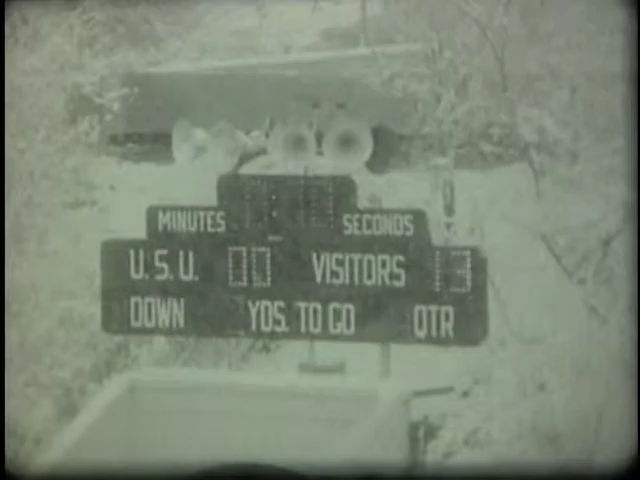 MINUTES SECONDS
U.S.U. 00 VISITORS 13
DOWN YDS. TO GO QTR